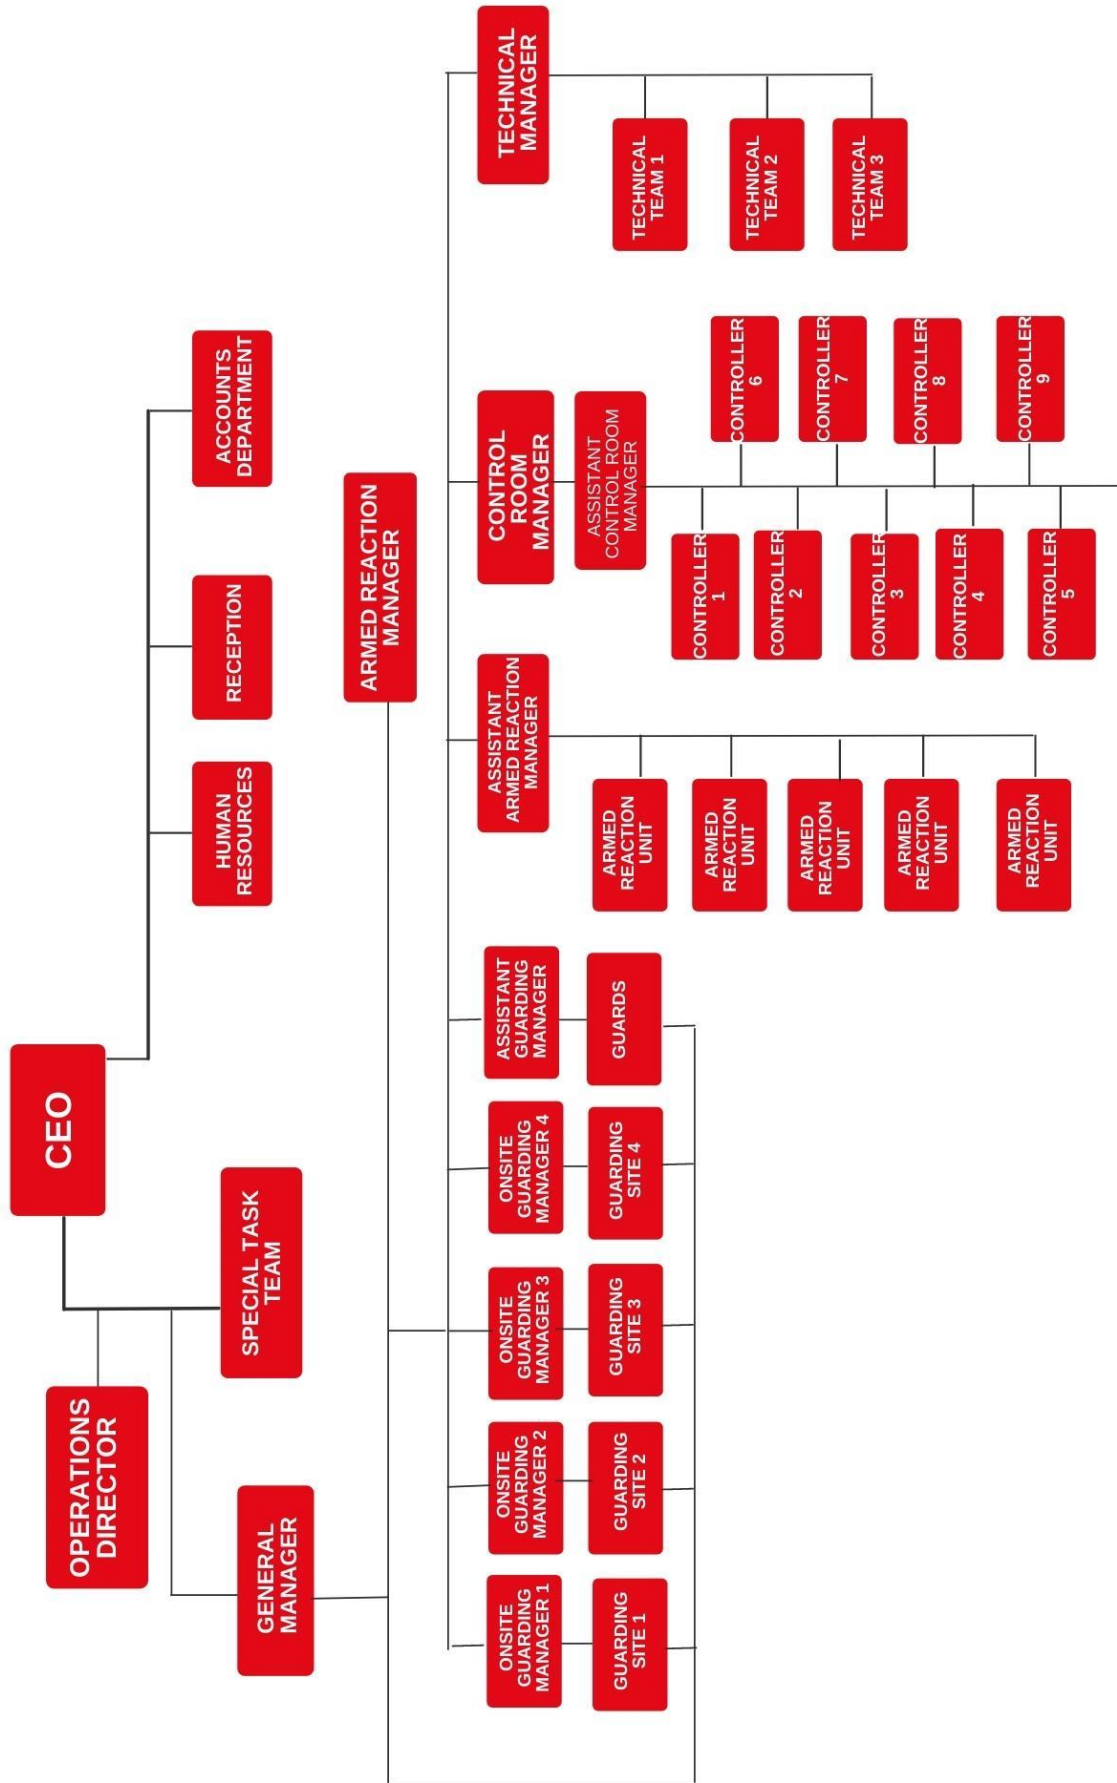 CEO
OPERATIONS
DIRECTOR
SPECIAL TASK
TEAM
GENERAL
MANAGER
HUMAN
RESOURCES
RECEPTION
ACCOUNTS
DEPARTMENT
ARMED REACTION
MANAGER
ONSITE
GUARDING
MANAGER 1
ONSITE
GUARDING
MANAGER 2
ONSITE
GUARDING
MANAGER 3
ONSITE
GUARDING
MANAGER 4
ASSISTANT
GUARDING
MANAGER
ASSISTANT
ARMED REACTION
MANAGER
CONTROL
ROOM
MANAGER
TECHNICAL
MANAGER
GUARDING
SITE 1
GUARDING
SITE 2
GUARDING
SITE 3
GUARDING
SITE 4
GUARDS
ARMED
REACTION
UNIT
ARMED
REACTION
UNIT
ARMED
REACTION
UNIT
ARMED
REACTION
UNIT
ARMED
REACTION
UNIT
ASSISTANT
CONTROL ROOM
MANAGER
CONTROLLER
1
CONTROLLER
2
CONTROLLER
3
CONTROLLER
4
CONTROLLER
5
CONTROLLER
6
CONTROLLER
7
CONTROLLER
8
CONTROLLER
9
TECHNICAL
TEAM 1
TECHNICAL
TEAM 2
TECHNICAL
TEAM 3